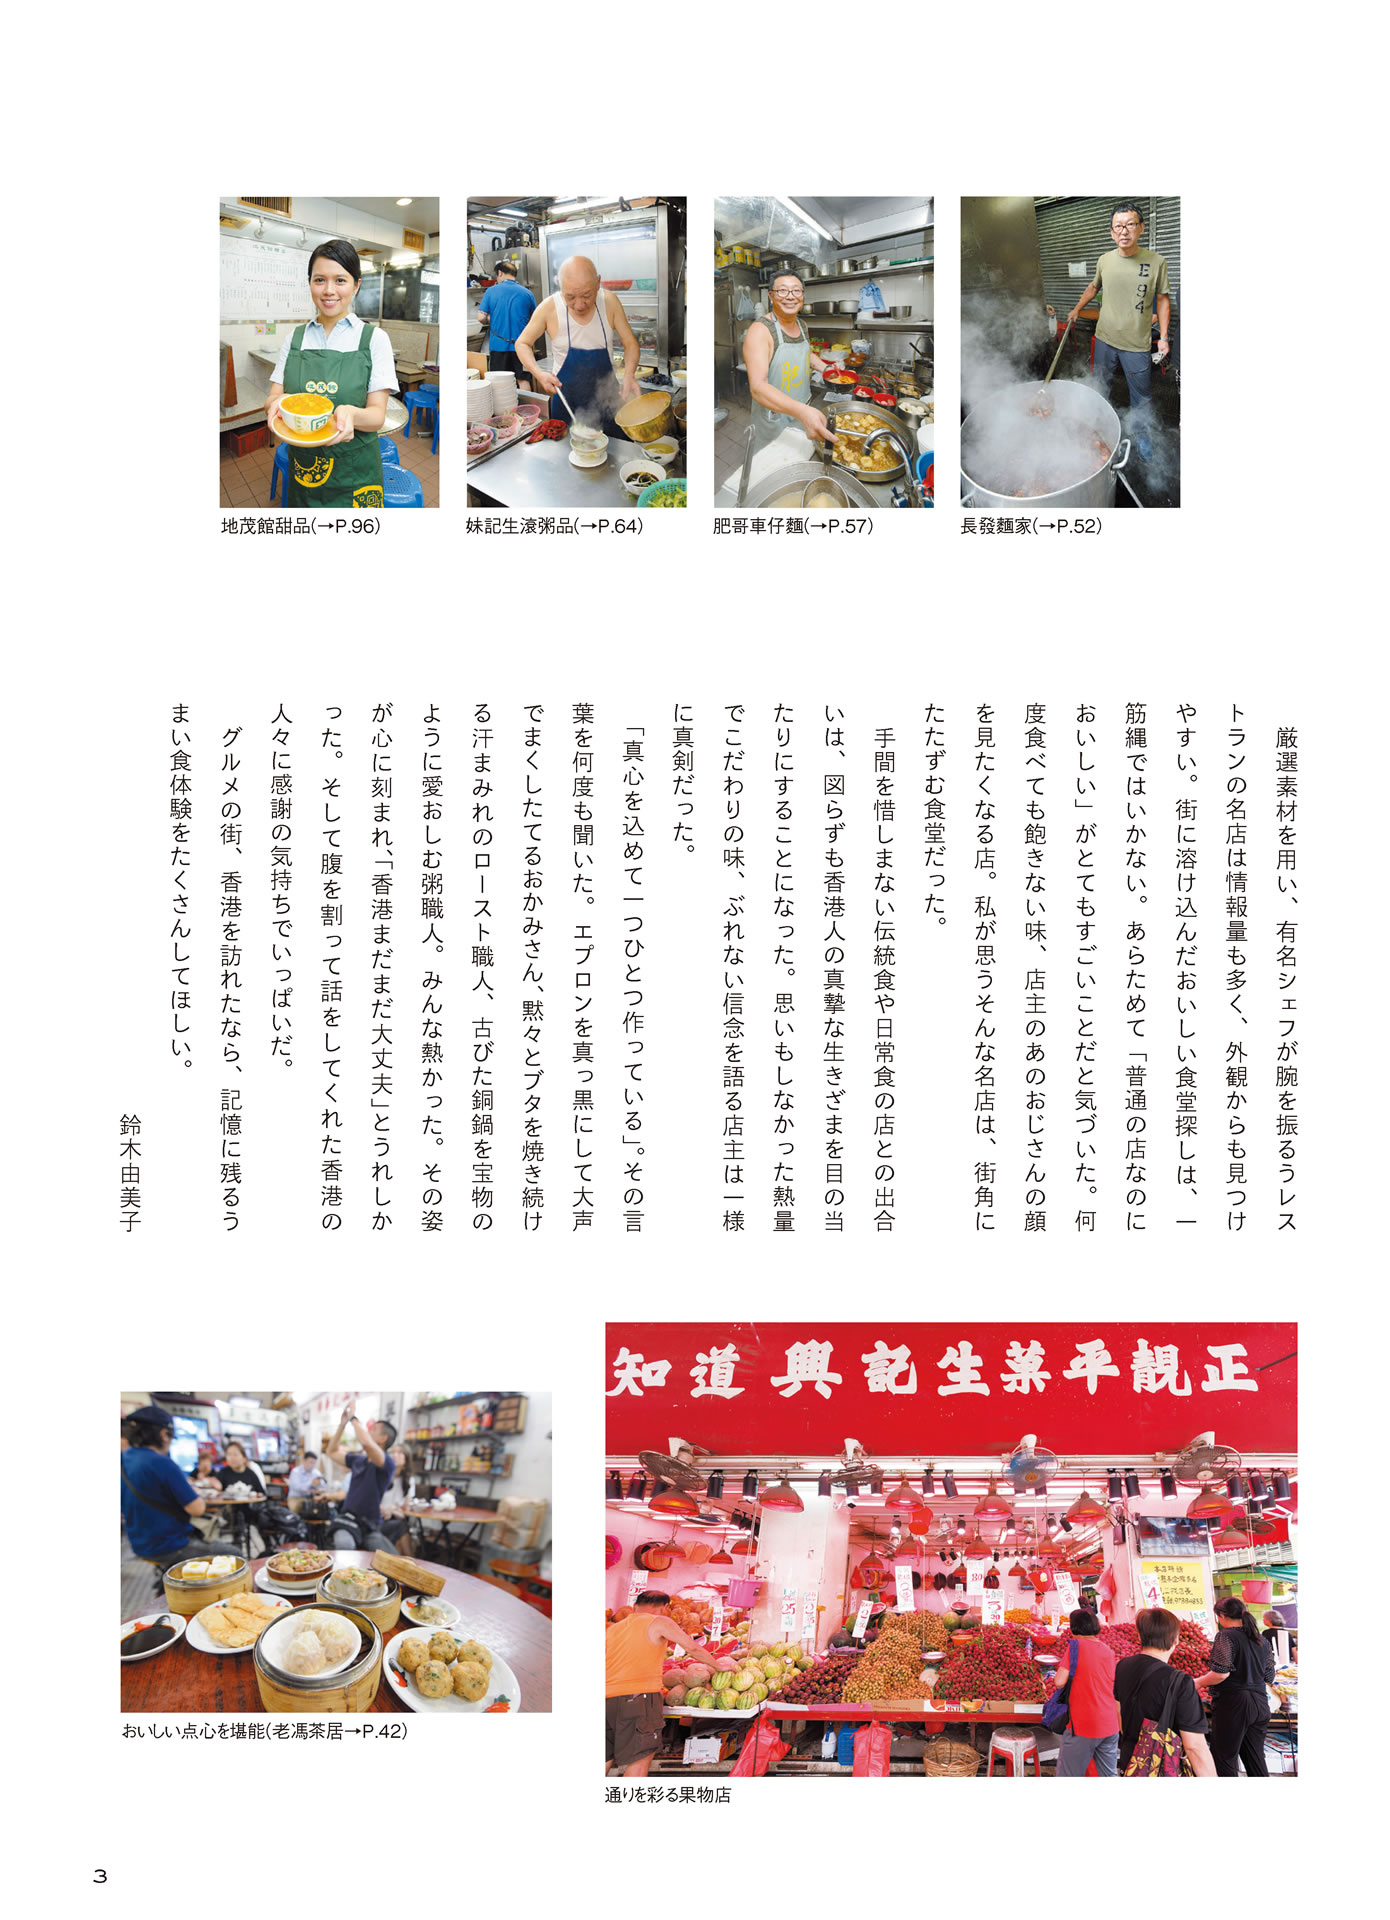 地茂館甜品(→P.96)
妹記生滾粥品(→P.64)
肥哥車仔麵(→P.57)
長發麵家(→P.52)
厳選素材を用い、有名シェフが腕を振るうレス
トランの名店は情報量も多く、外観からも見つけ
やすい。街に溶け込んだおいしい食堂探しは、一
筋縄ではいかない。あらためて「普通の店なのに
おいしい」がとてもすごいことだと気づいた。何
度食べても飽きない味、店主のあのおじさんの顔
を見たくなる店。私が思うそんな名店は、街角に
たたずむ食堂だった。
手間を惜しまない伝統食や日常食の店との出合
いは、図らずも香港人の真摯な生きざまを目の当
たりにすることになった。思いもしなかった熱量
でこだわりの味、ぶれない信念を語る店主は一様
に真剣だった。
「真心を込めて一つひとつ作っている」。その言
葉を何度も聞いた。エプロンを真っ黒にして大声
でまくしたてるおかみさん、黙々とブタを焼き続け
る汗まみれのロースト職人、古びた銅鍋を宝物の
ように愛おしむ粥職人。みんな熱かった。その姿
が心に刻まれ、「香港まだまだ大丈夫」とうれしか
った。そして腹を割って話をしてくれた香港の
人々に感謝の気持ちでいっぱいだ。
グルメの街、香港を訪れたなら、記憶に残るう
まい食体験をたくさんしてほしい。
鈴木由美子
E
94
知道興記生菓平靚正
おいしい点心を堪能(老馮茶居→P.42)
通りを彩る果物店
3